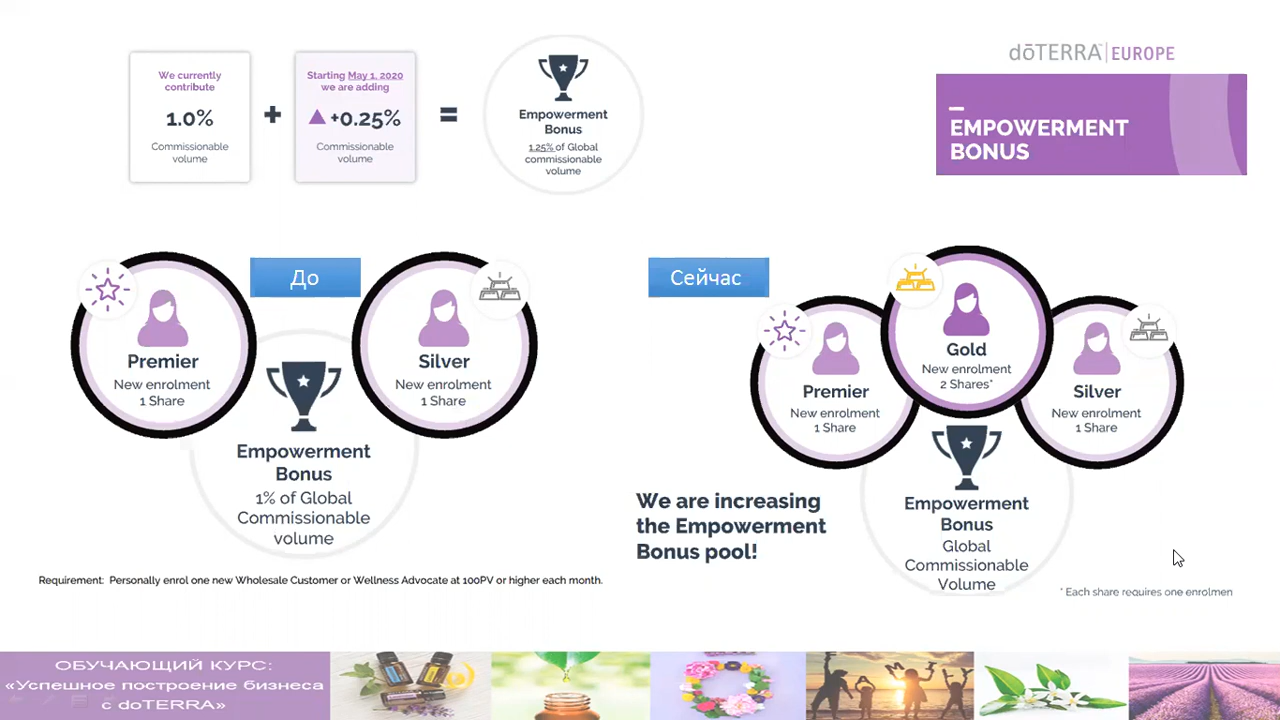 We currently
contribute
1.0%
Commissionable
volume
+
Starting May 1, 2020
we are adding
+0.25%
Commissionable
volume
=
Empowerment
Bonus
1.25% of Global
commissionable
volume
dōTERRA™ EUROPE
EMPOWERMENT
BONUS
До
Premier
New enrolment
1 Share
Silver
New enrolment
1 Share
Empowerment
Bonus
1% of Global
Commissionable
volume
Requirement: Personally enrol one new Wholesale Customer or Wellness Advocate at 100PV or higher each month.
Сейчас
Gold
New enrolment
2 Shares*
Premier
New enrolment
1 Share
Silver
New enrolment
1 Share
We are increasing
the Empowerment
Bonus pool!
Empowerment
Bonus
Global
Commissionable
Volume
* Each share requires one enrolmen
ОБУЧАЮЩИЙ КУРС:
«Успешное построение бизнеса
с doTERRA»
FAMILY